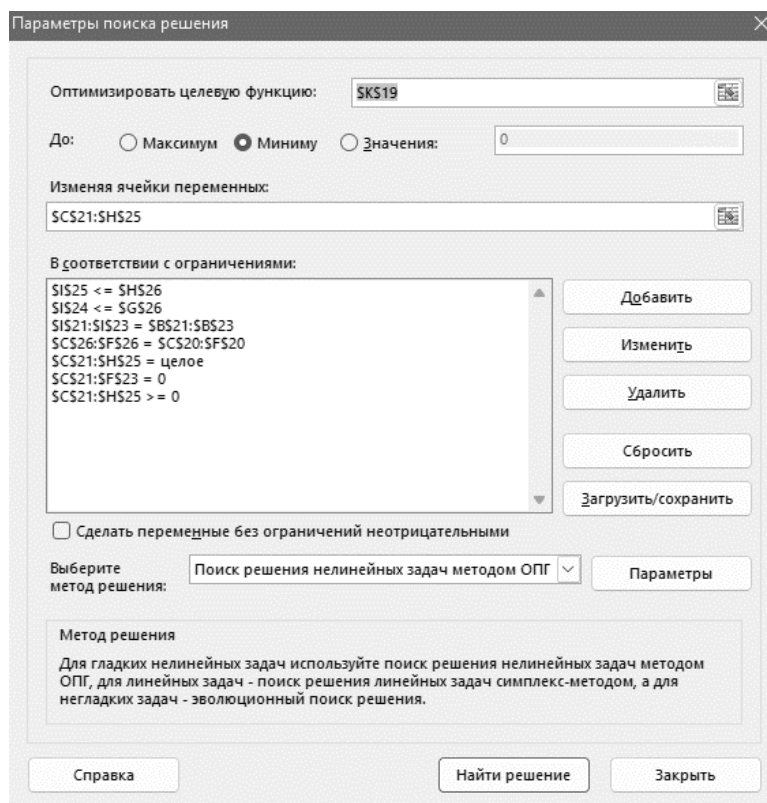 Параметры поиска решения
Оптимизировать целевую функцию: $K$19
До: Максимум Миниму Значения: 0
Изменяя ячейки переменных:
$C$21:$H$25
В соответствии с ограничениями:
$I$25 <= $H$26
$I$24 <= $G$26
$I$21:$I$23 = $B$21:$B$23
$C$26:$F$26 = $C$20:$F$20
$C$21:$H$25 = целое
$C$21:$F$23 = 0
$C$21:$H$25 >= 0
Добавить
Изменить
Удалить
Сбросить
Загрузить/сохранить
Сделать переменные без ограничений неотрицательными
Выберите
метод решения:
Поиск решения нелинейных задач методом ОПГ
Параметры
Метод решения
Для гладких нелинейных задач используйте поиск решения нелинейных задач методом
ОПГ, для линейных задач - поиск решения линейных задач симплекс-методом, а для
негладких задач - эволюционный поиск решения.
Справка Найти решение Закрыть